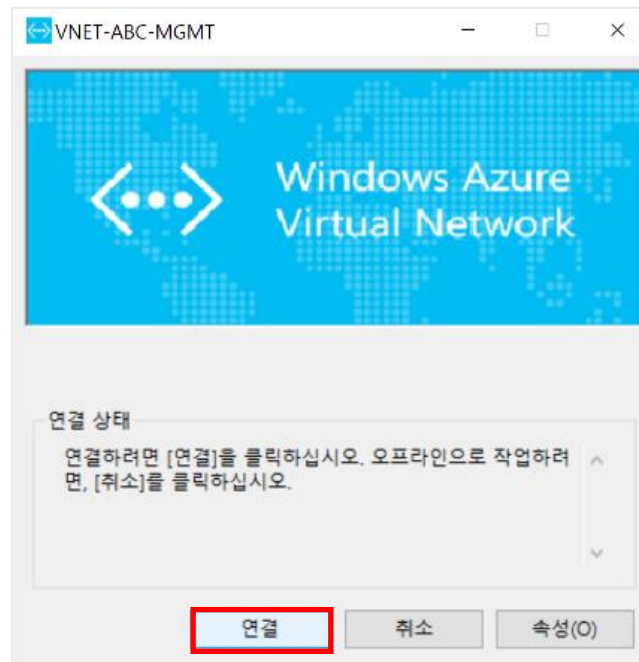 VNET-ABC-MGMT
Windows Azure
Virtual Network
연결 상태
연결하려면 [연결]을 클릭하십시오. 오프라인으로 작업하려
면, [취소]를 클릭하십시오.
연결 취소 속성(O)